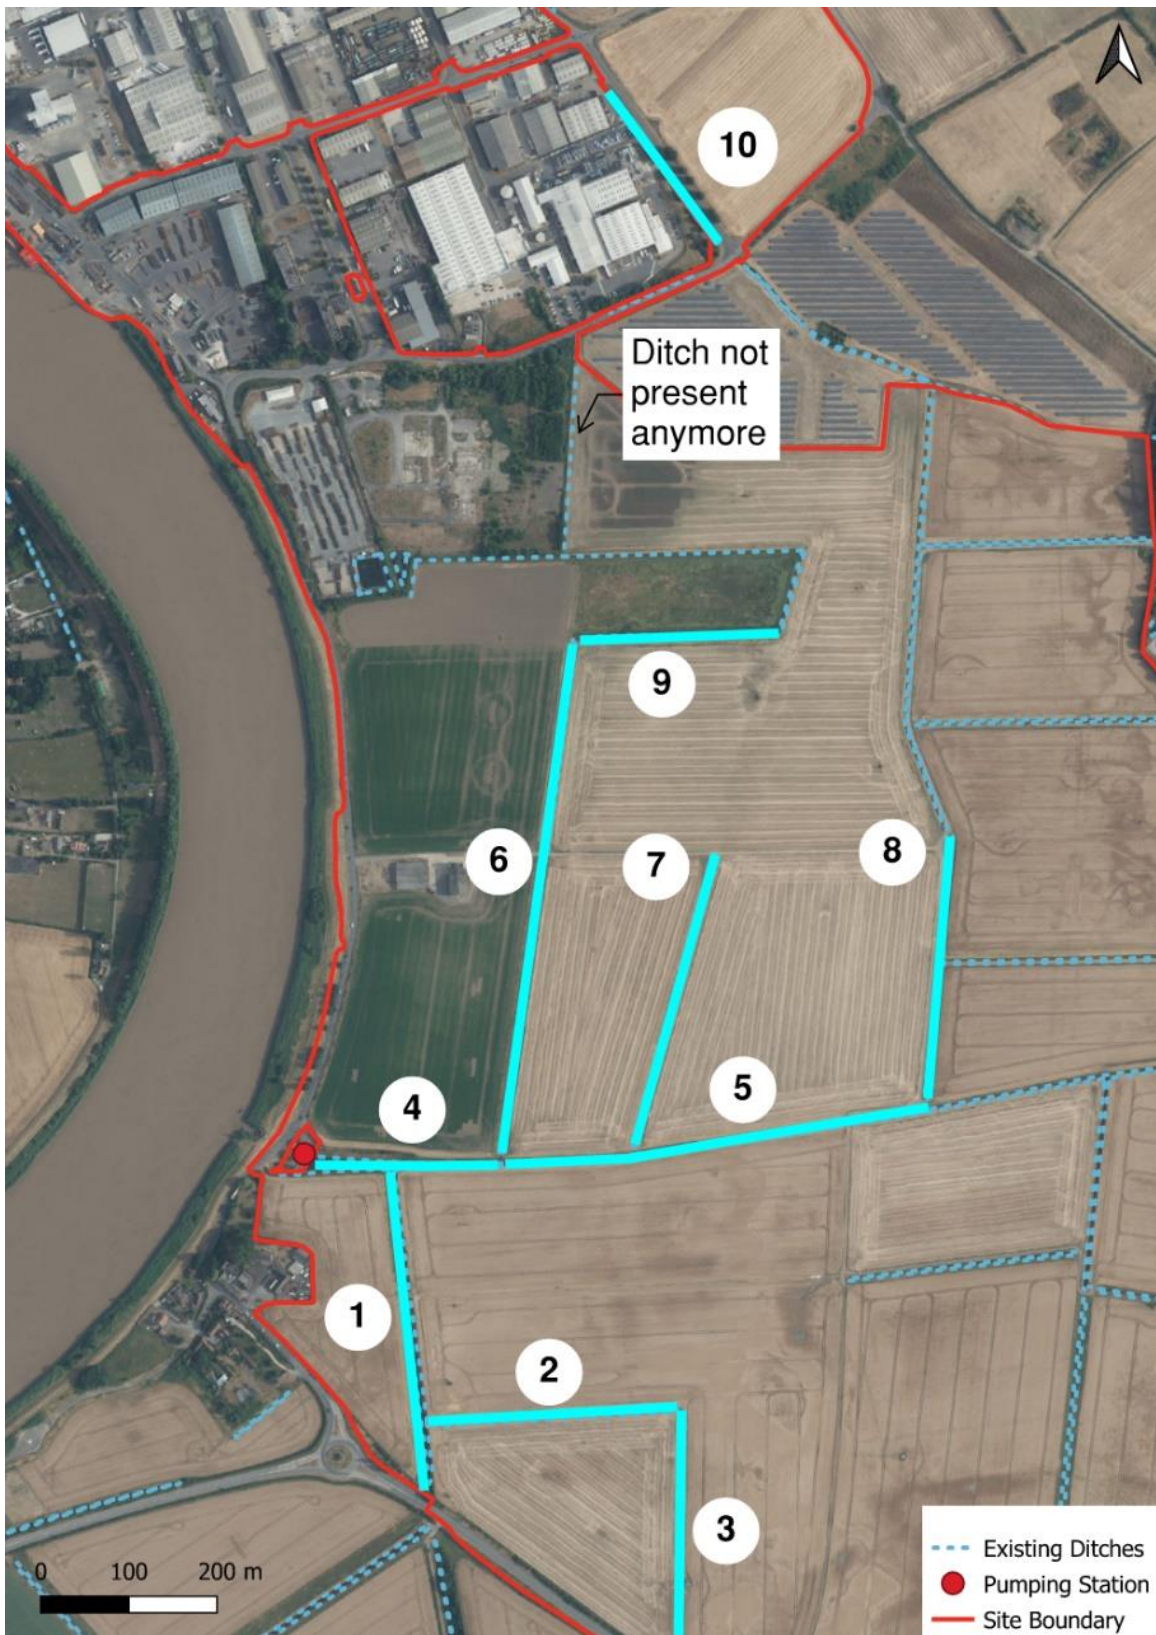 10
Ditch not
present
anymore
9
6
7
8
5
4
1
2
3
0 100 200 m
Existing Ditches
Pumping Station
Site Boundary